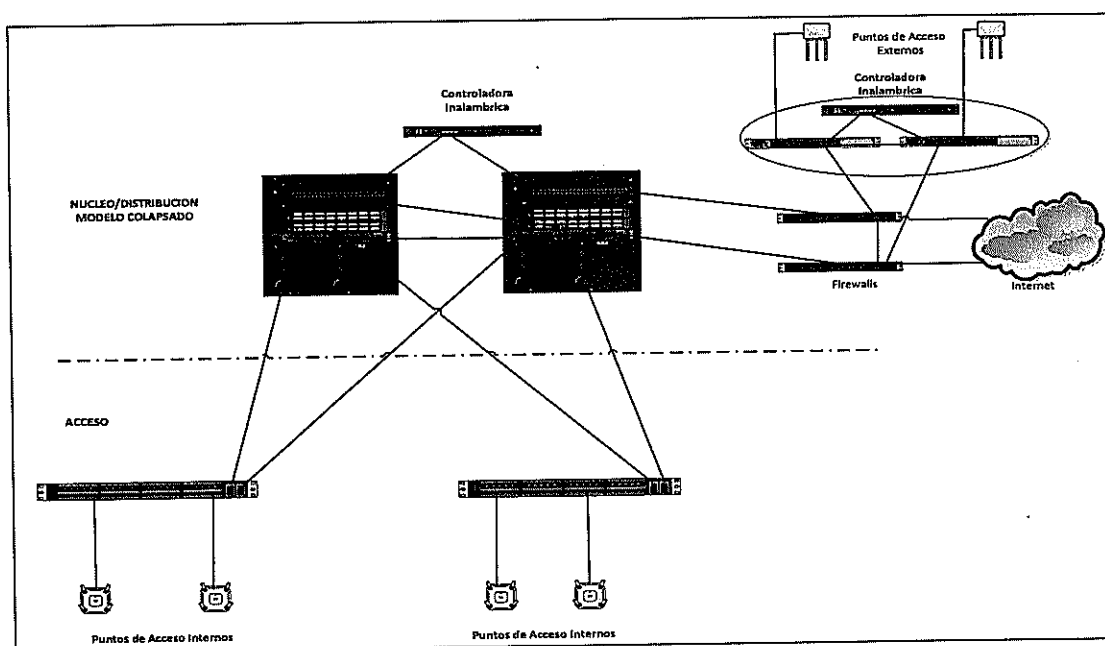 Puntos de Acceso
Externos
Controladora
Inalambrica
Controladora
Inalambrica
NUCLEO/DISTRIBUCION
MODELO COLAPSADO
Firewalls
Internet
ACCESO
Puntos de Acceso Internos
Puntos de Acceso Internos